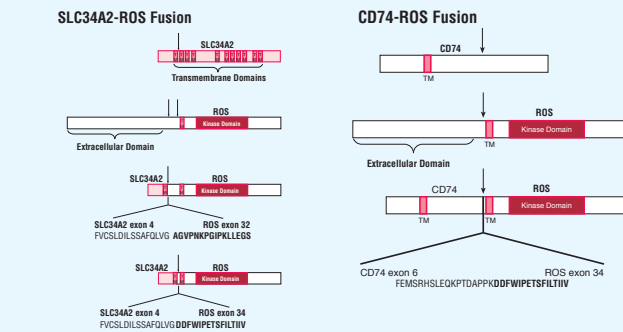 SLC34A2-ROS Fusion
SLC34A2
Transmembrane Domains
ROS
Kinase Domain
Extracellular Domain
SLC34A2
ROS
Kinase Domain
SLC34A2 exon 4 ROS exon 32
FVCSLDILSSAFQLVG AGVPNKPGIPKLLEGS
SLC34A2
ROS
Kinase Domain
SLC34A2 exon 4 ROS exon 34
FVCSLDILSSAFQLVGDDFWIPETSFILTIIV
CD74-ROS Fusion
CD74
TM
ROS
Kinase Domain
TM
Extracellular Domain
CD74
ROS
Kinase Domain
TM
TM
CD74 exon 6 ROS exon 34
FEMSRHSLEQKPTDAPPKDDFWIPETSFILTIIV